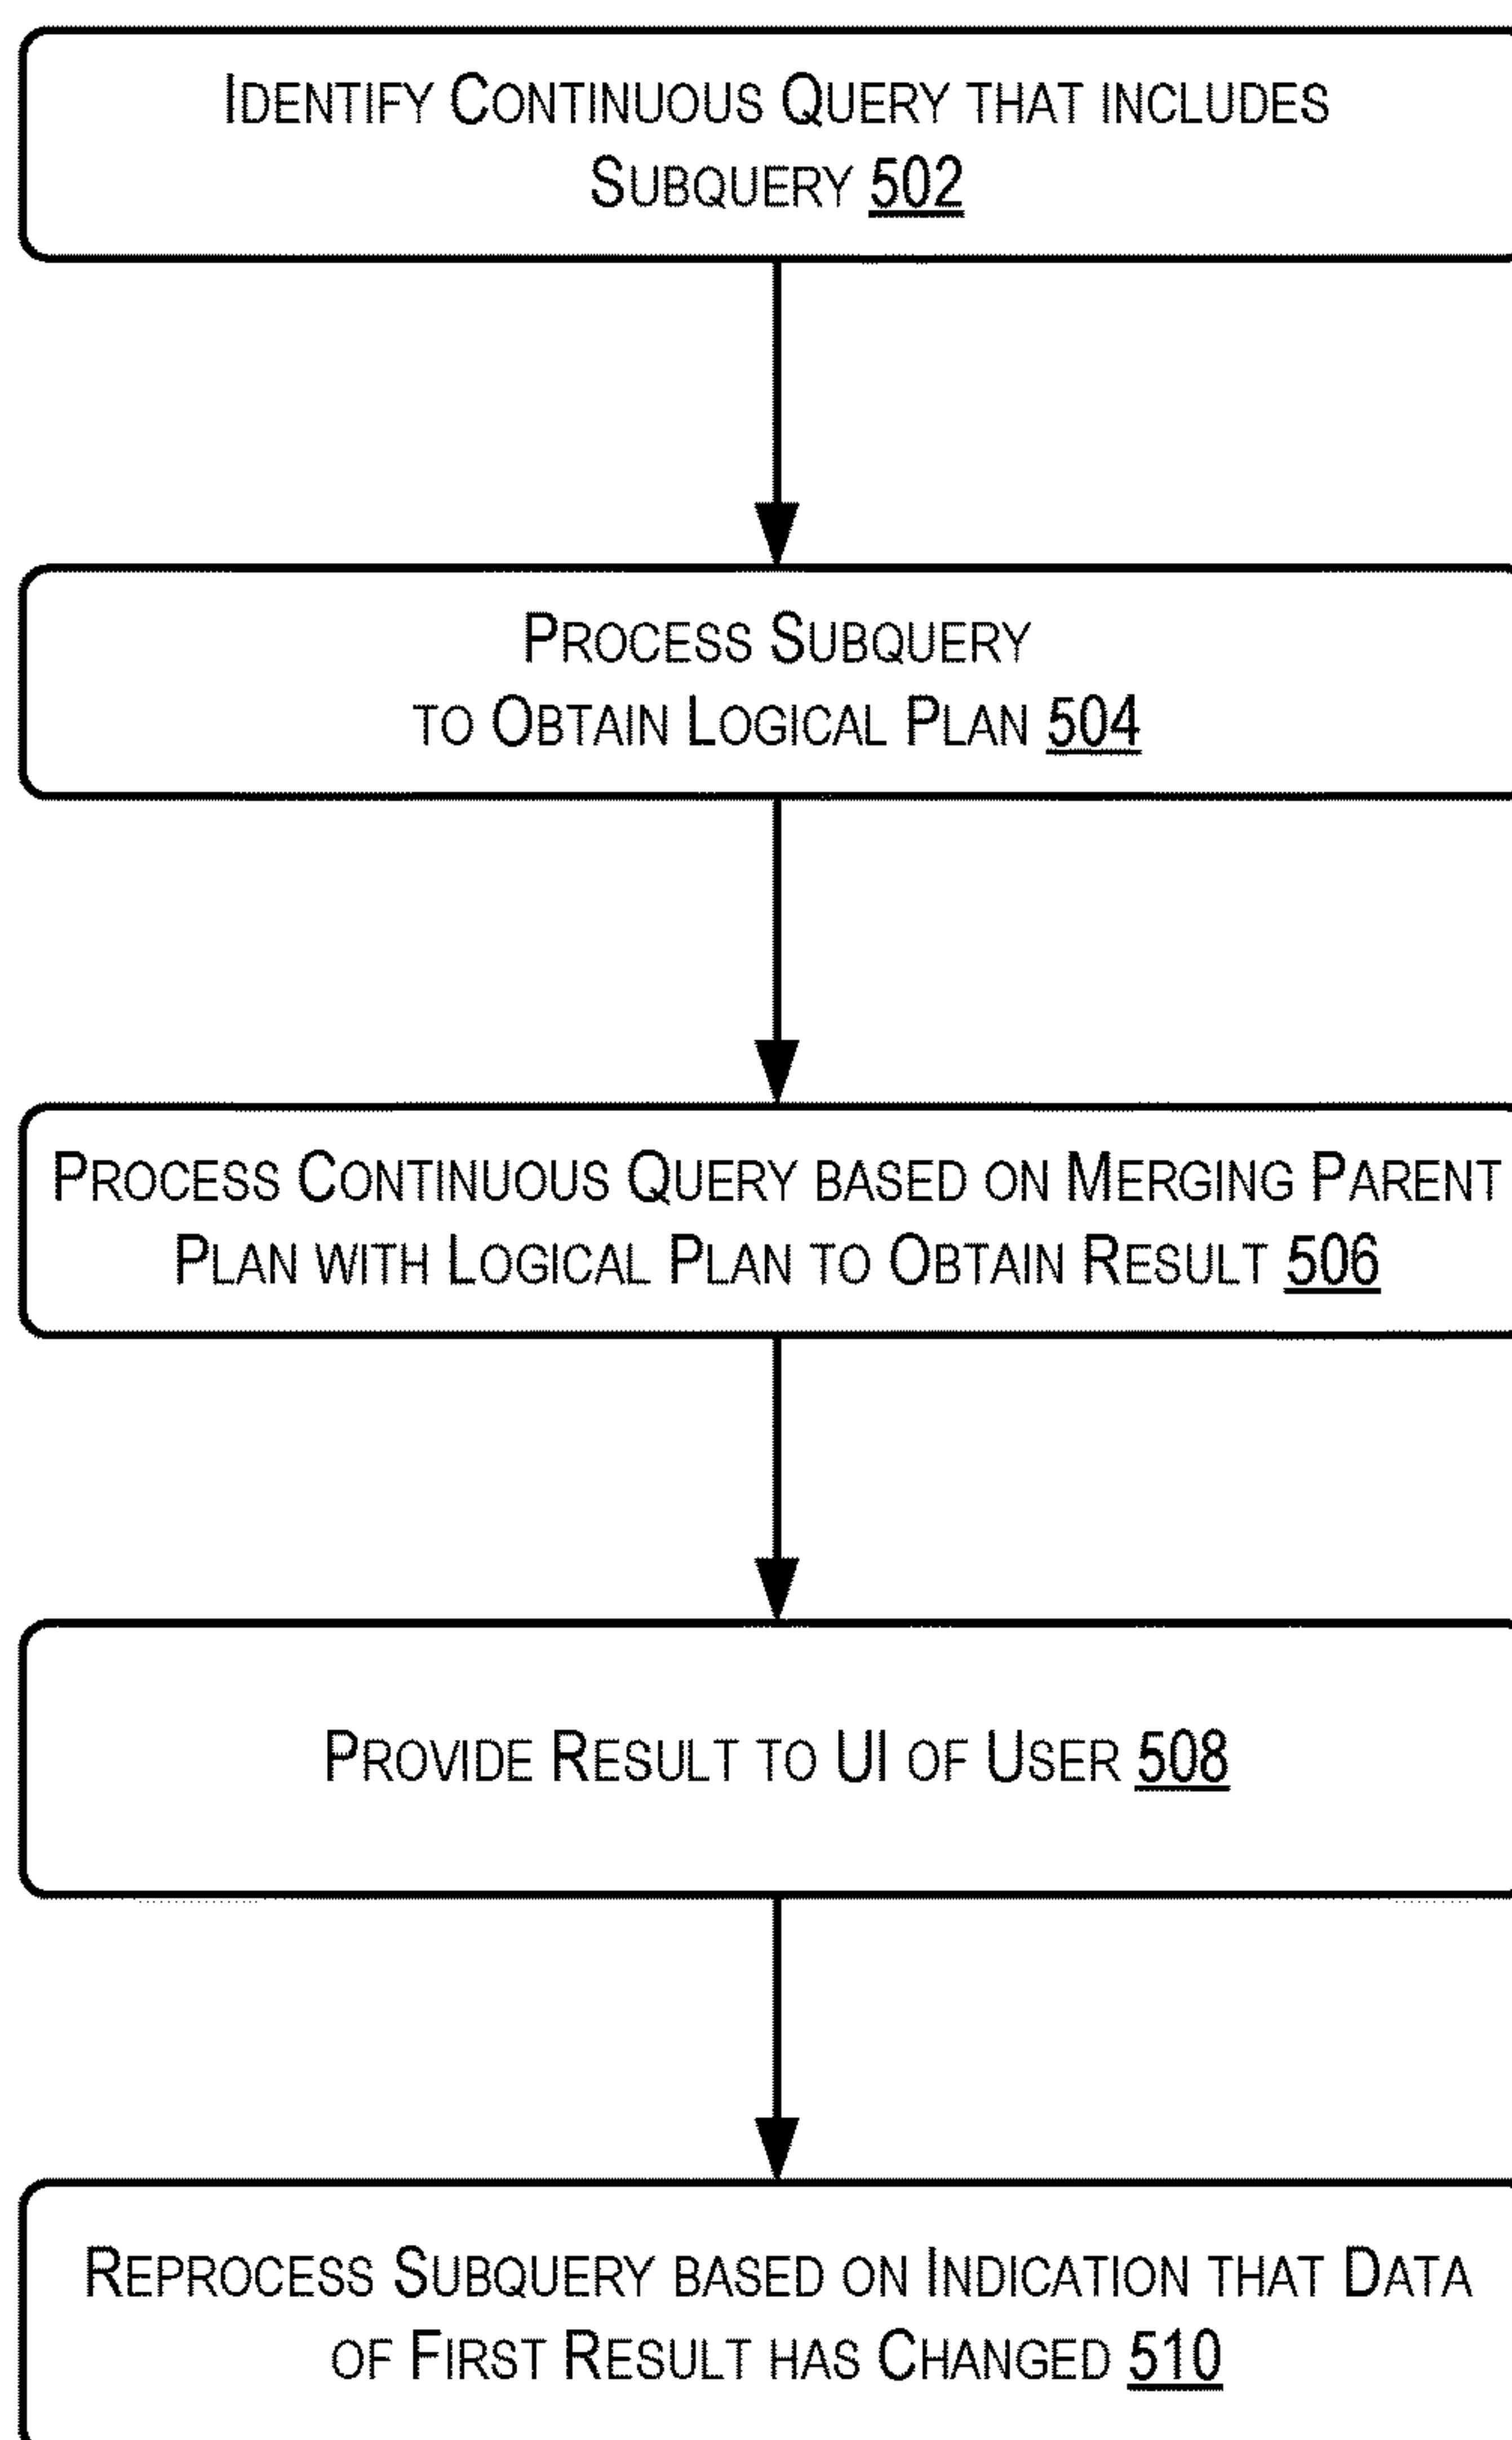 IDENTIFY CONTINUOUS QUERY THAT INCLUDES
SUBQUERY 502
PROCESS SUBQUERY
TO OBTAIN LOGICAL PLAN 504
PROCESS CONTINUOUS QUERY BASED ON MERGING PARENT
PLAN WITH LOGICAL PLAN TO OBTAIN RESULT 506
PROVIDE RESULT TO UI OF USER 508
REPROCESS SUBQUERY BASED ON INDICATION THAT DATA
OF FIRST RESULT HAS CHANGED 510